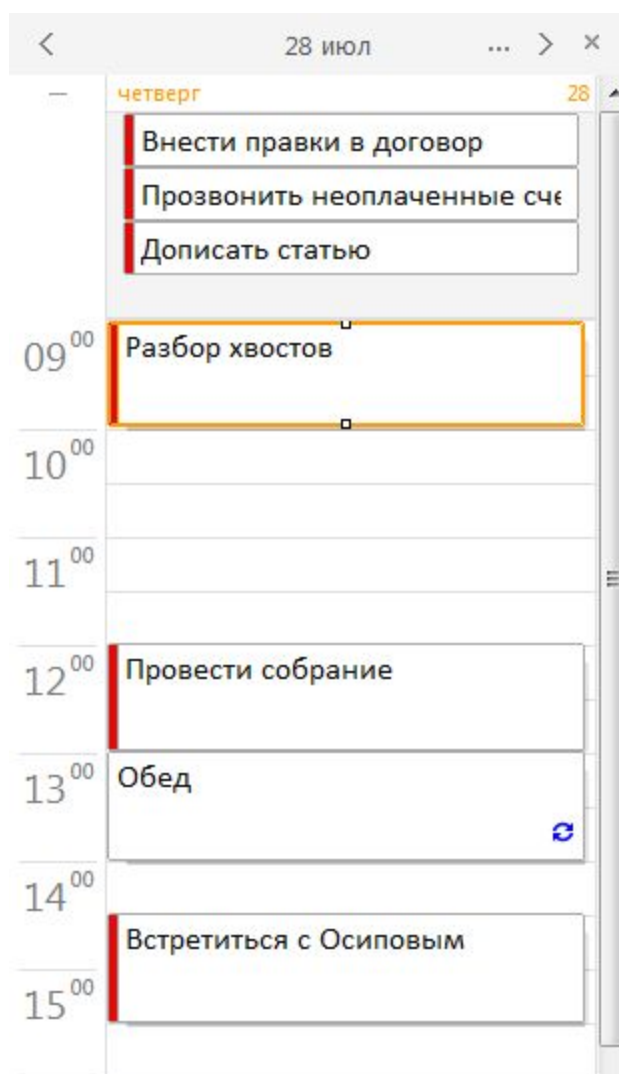 28 июл ...
четверг 28
Внести правки в договор
Прозвонить неоплаченные сче
Дописать статью
09 00 Разбор хвостов
10 00
11 00
12 00 Провести собрание
13 00 Обед
14 00
Встретиться с Осиповым
15 00